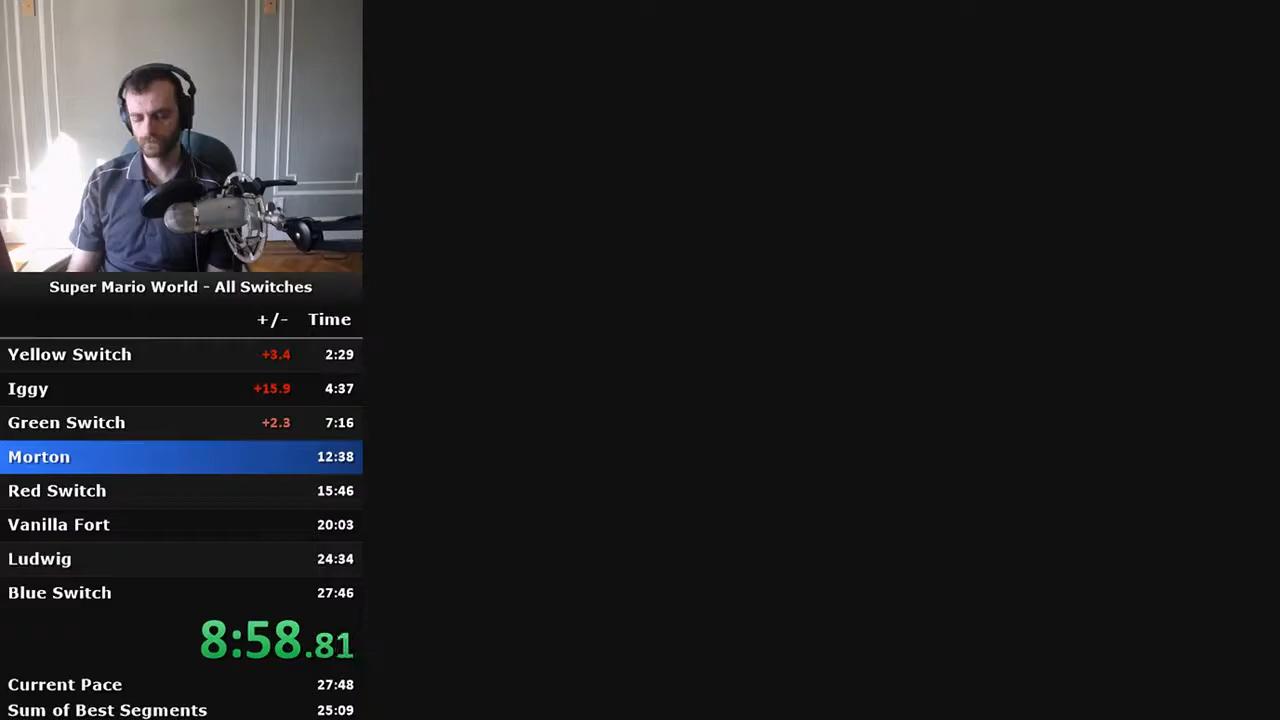 Super Mario World - All Switches
+/- Time
Yellow Switch +3.4 2:29
Iggy +15.9 4:37
Green Switch +2.3 7:16
Morton 12:38
Red Switch 15:46
Vanilla Fort 20:03
Ludwig 24:34
Blue Switch 27:46
8:58.81
Current Pace 27:48
Sum of Best Segments 25:09